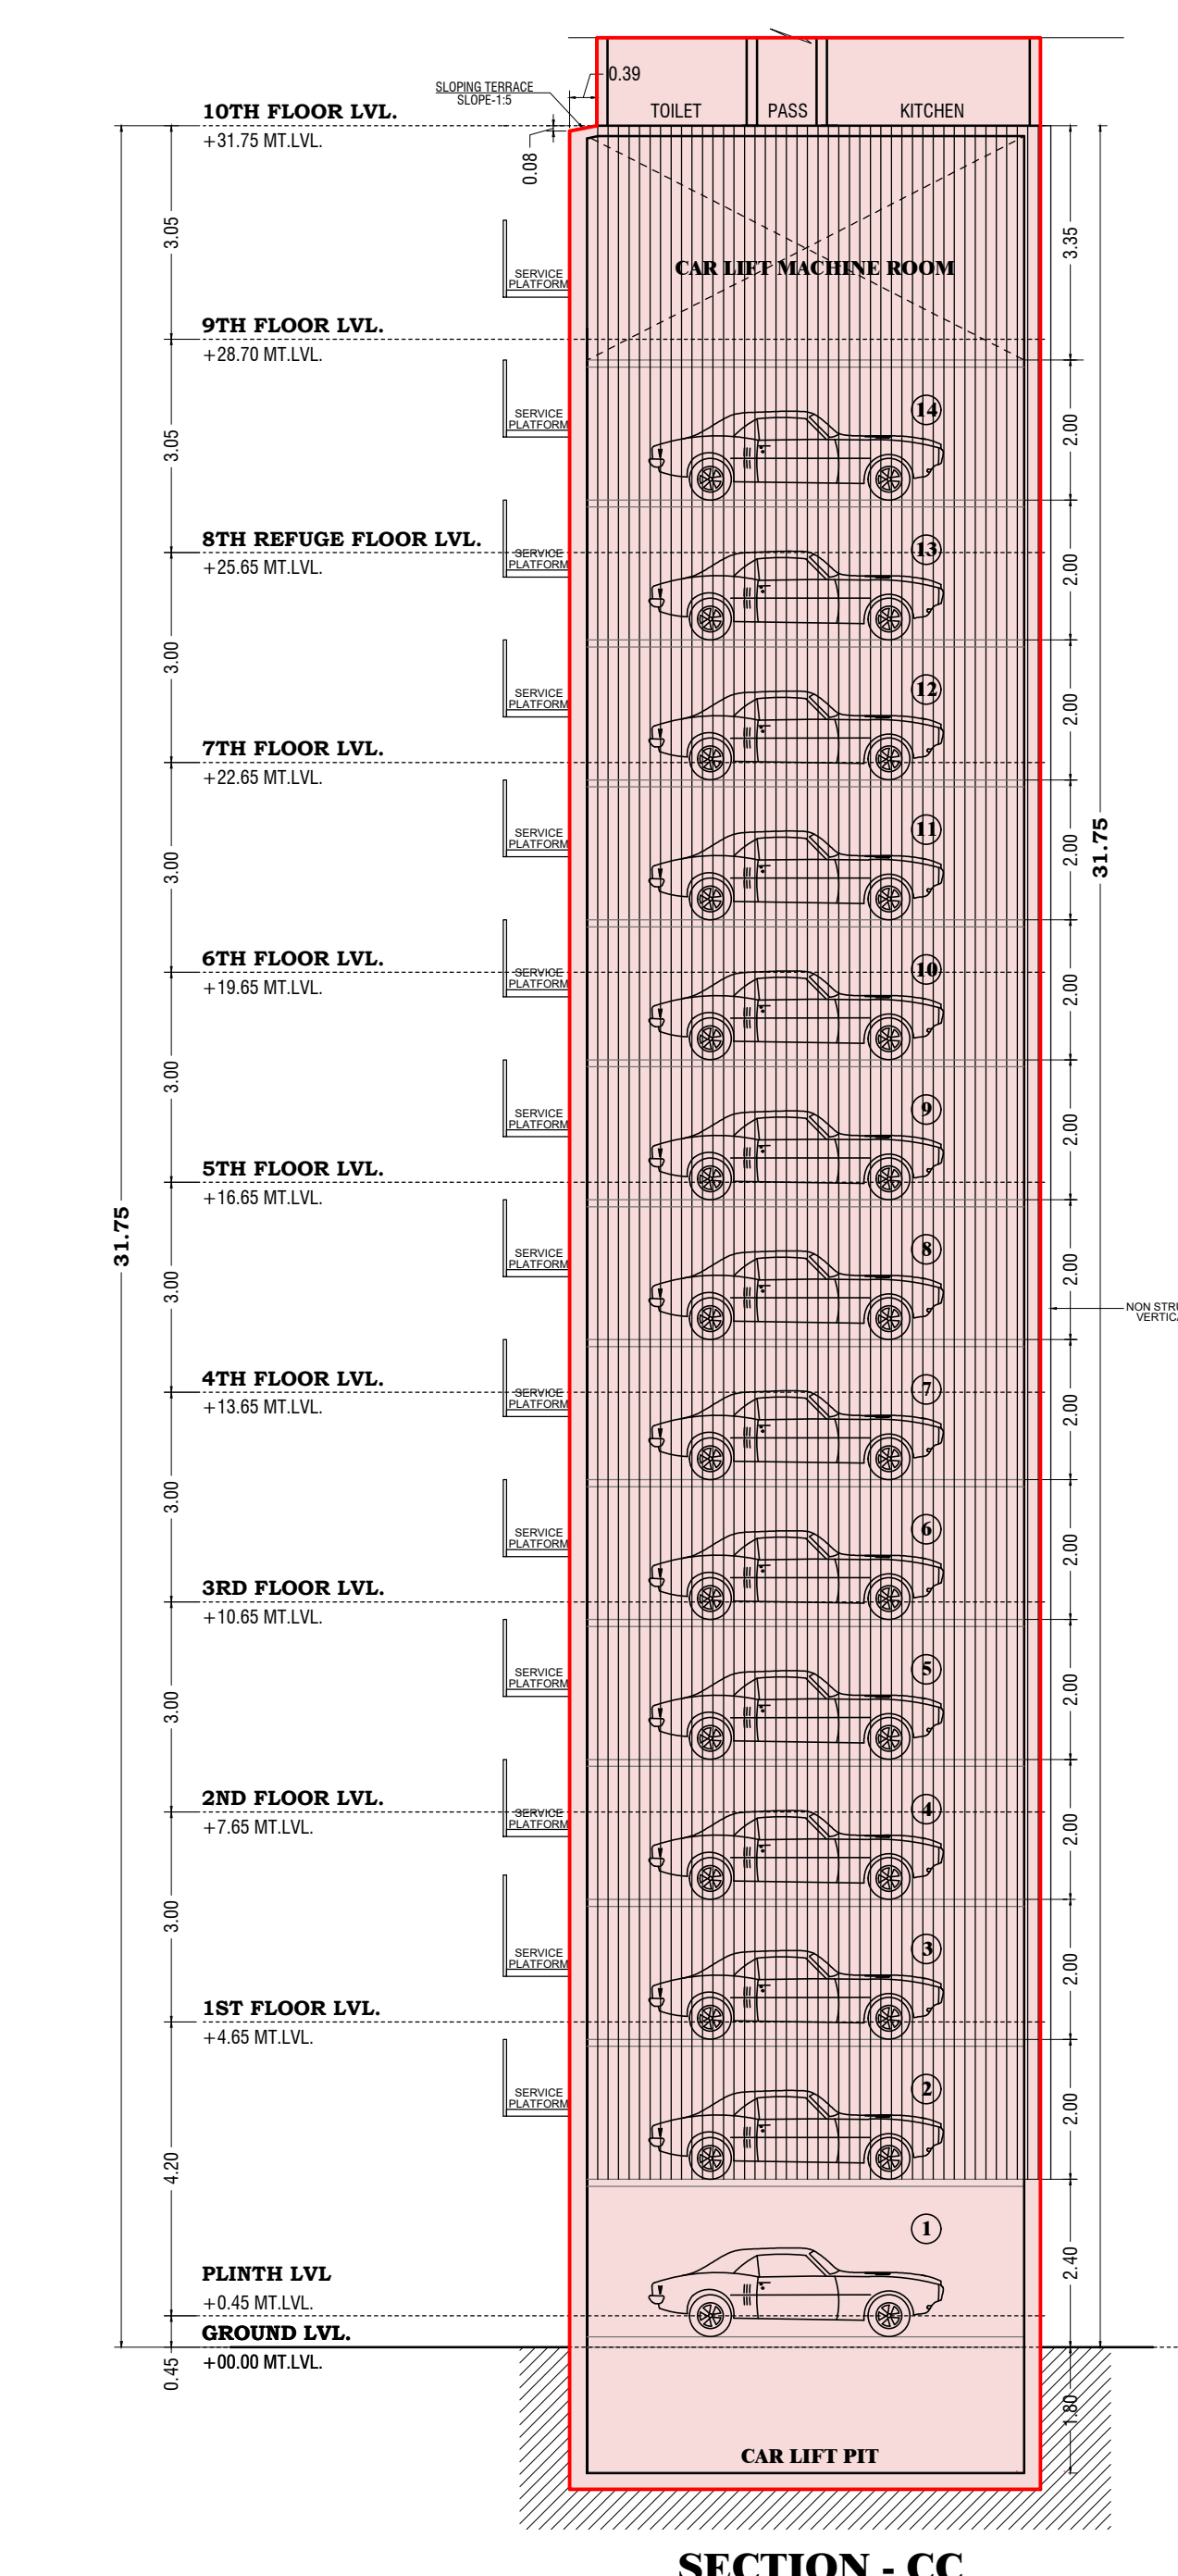 0.39
SLOPING TERRACE
SLOPE-1:5
TOILET
PASS
KITCHEN
10TH FLOOR LVL.
+31.75 MT.LVL.
0.08
3.05
3.35
SERVICE
PLATFORM
CAR LIFT MACHINE ROOM
9TH FLOOR LVL.
+28.70 MT.LVL.
SERVICE
PLATFORM
14
2.00
3.05
8TH REFUGE FLOOR LVL.
+25.65 MT.LVL.
SERVICE
PLATFORM
13
2.00
3.00
SERVICE
PLATFORM
12
2.00
7TH FLOOR LVL.
+22.65 MT.LVL.
SERVICE
PLATFORM
11
2.00
31.75
3.00
6TH FLOOR LVL.
+19.65 MT.LVL.
SERVICE
PLATFORM
10
2.00
3.00
SERVICE
PLATFORM
9
2.00
5TH FLOOR LVL.
+16.65 MT.LVL.
31.75
SERVICE
PLATFORM
8
2.00
3.00
NON STRU
VERTICA
4TH FLOOR LVL.
+13.65 MT.LVL.
SERVICE
PLATFORM
7
2.00
3.00
SERVICE
PLATFORM
6
2.00
3RD FLOOR LVL.
+10.65 MT.LVL.
SERVICE
PLATFORM
5
2.00
3.00
2ND FLOOR LVL.
+7.65 MT.LVL.
SERVICE
PLATFORM
4
2.00
3.00
SERVICE
PLATFORM
3
2.00
1ST FLOOR LVL.
+4.65 MT.LVL.
SERVICE
PLATFORM
2
2.00
4.20
1
2.40
PLINTH LVL
+0.45 MT.LVL.
GROUND LVL.
+00.00 MT.LVL.
0.45
1.80
CAR LIFT PIT
SECTION - CC